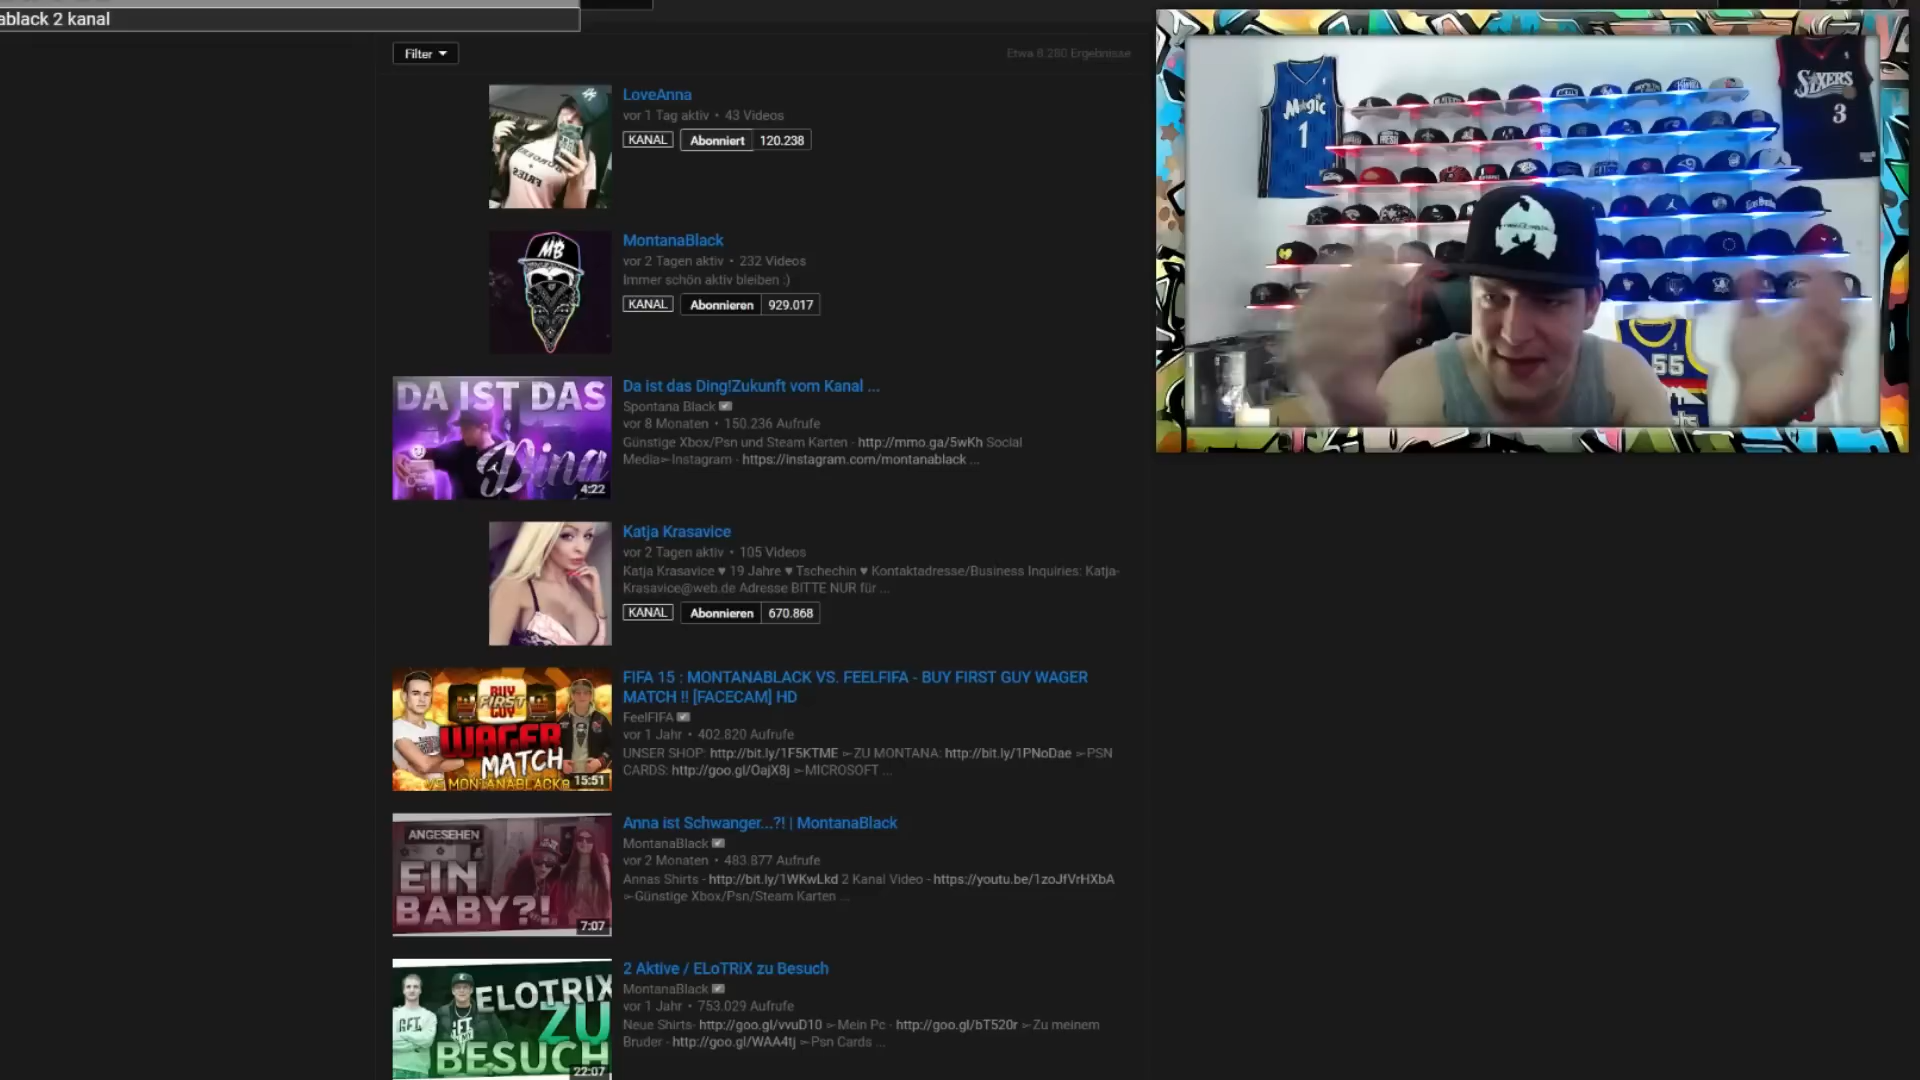 ablack 2 kanal
Filter
Etwa 8.280 Ergebnisse
LoveAnna
vor 1 Tag aktiv • 43 Videos
KANAL Abonniert 120.238
MontanaBlack
vor 2 Tagen aktiv • 232 Videos
Immer schön aktiv bleiben :)
KANAL Abonnieren 929.017
MB
DA IST DAS
Ding
4:22
Da ist das Ding!Zukunft vom Kanal ...
Spontana Black
vor 8 Monaten • 150.236 Aufrufe
Günstige Xbox/Psn und Steam Karten - http://mmo.ga/5wKh Social
Media➢Instagram - https://instagram.com/montanablack ...
Katja Krasavice
vor 2 Tagen aktiv • 105 Videos
Katja Krasavice ♥ 19 Jahre ♥ Tschechin ♥ Kontaktadresse/Business Inquiries: Katja-
Krasavice@web.de Adresse BITTE NUR für ...
KANAL Abonnieren 670.868
BUY
FIRST
GUY
WAGER
MATCH
VS MONTANABLACK
15:51
FIFA 15 : MONTANABLACK VS. FEELFIFA - BUY FIRST GUY WAGER
MATCH !! [FACECAM] HD
FeelFIFA
vor 1 Jahr • 402.820 Aufrufe
UNSER SHOP: http://bit.ly/1F5KTME ➢ZU MONTANA: http://bit.ly/1PNoDae ➢PSN
CARDS: http://goo.gl/OajX8j ➢MICROSOFT ...
ANGESEHEN
EIN
BABY?!
7:07
Anna ist Schwanger...?! | MontanaBlack
MontanaBlack
vor 2 Monaten • 483.877 Aufrufe
Annas Shirts - http://bit.ly/1WKwLkd 2 Kanal Video - https://youtu.be/1zoJfVrHXbA
➢Günstige Xbox/Psn/Steam Karten ...
ELOTRIX
ZU
BESUCH
22:07
2 Aktive / ELoTRiX zu Besuch
MontanaBlack
vor 1 Jahr • 753.029 Aufrufe
Neue Shirts- http://goo.gl/vvuD10 ➢Mein Pc - http://goo.gl/bT520r ➢Zu meinem
Bruder - http://goo.gl/WAA4tj ➢Psn Cards ...
Magic
1
SIXERS
3
55